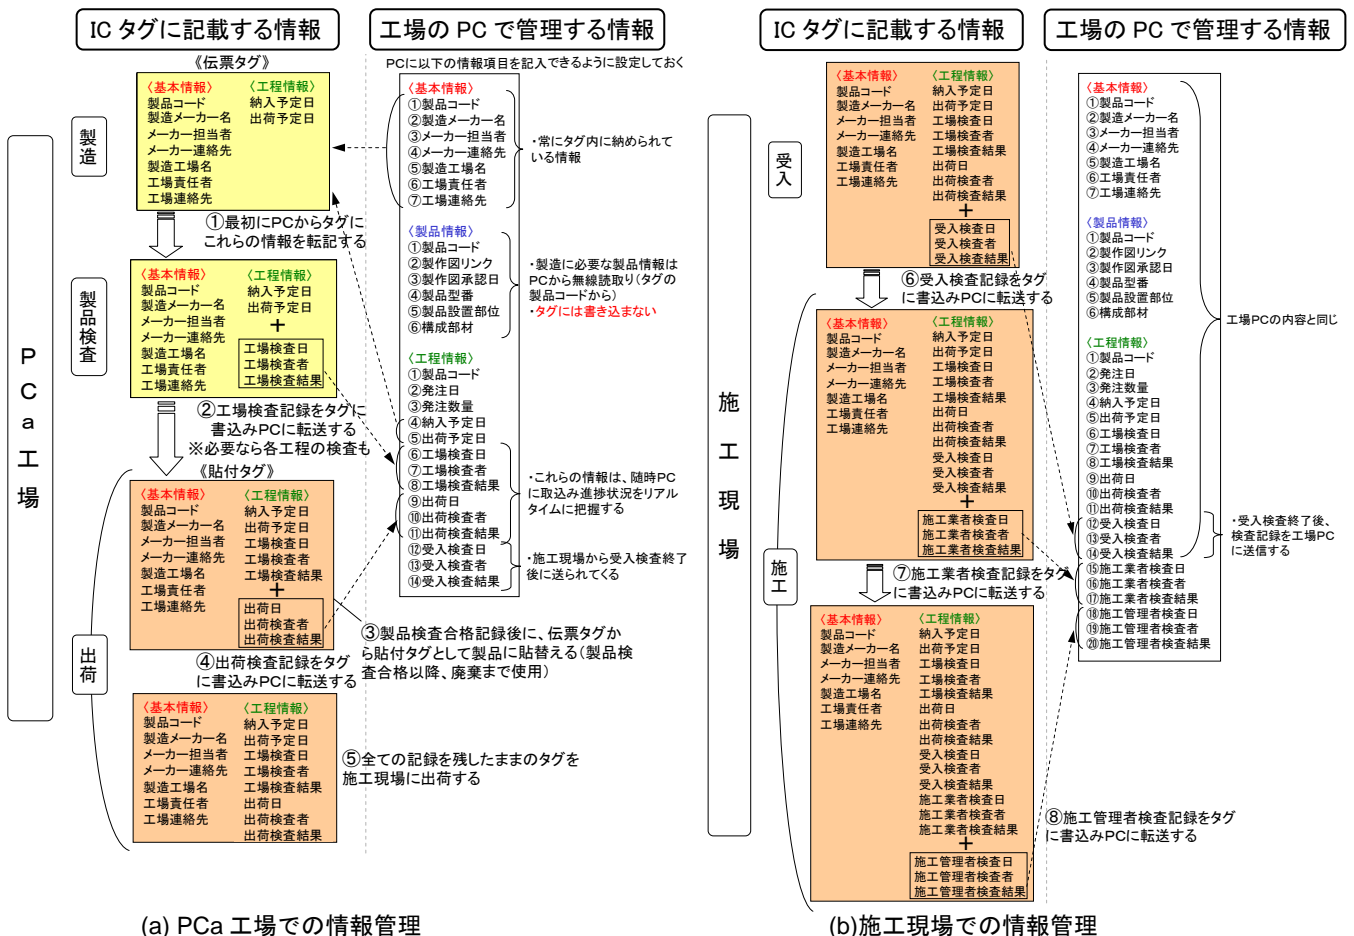 ICタグに記載する情報
工場のPCで管理する情報
《伝票タグ》
PCに以下の情報項目を記入できるように設定しておく
PCa工場
製造
〈基本情報〉
製品コード
製造メーカー名
メーカー担当者
メーカー連絡先
製造工場名
工場責任者
工場連絡先
〈工程情報〉
納入予定日
出荷予定日
①最初にPCからタグに
これらの情報を転記する
製品検査
〈基本情報〉
製品コード
製造メーカー名
メーカー担当者
メーカー連絡先
製造工場名
工場責任者
工場連絡先
〈工程情報〉
納入予定日
出荷予定日
+
工場検査日
工場検査者
工場検査結果
②工場検査記録をタグに
書込みPCに転送する
※必要なら各工程の検査も
《貼付タグ》
出荷
〈基本情報〉
製品コード
製造メーカー名
メーカー担当者
メーカー連絡先
製造工場名
工場責任者
工場連絡先
〈工程情報〉
納入予定日
出荷予定日
工場検査日
工場検査者
工場検査結果
+
出荷日
出荷検査者
出荷検査結果
③製品検査合格記録後に、伝票タグか
ら貼付タグとして製品に貼替える(製品検
査合格以降、廃棄まで使用)
④出荷検査記録をタグ
に書込みPCに転送する
〈基本情報〉
製品コード
製造メーカー名
メーカー担当者
メーカー連絡先
製造工場名
工場責任者
工場連絡先
〈工程情報〉
納入予定日
出荷予定日
工場検査日
工場検査者
工場検査結果
出荷日
出荷検査者
出荷検査結果
⑤全ての記録を残したままのタグを
施工現場に出荷する
〈基本情報〉
①製品コード
②製造メーカー名
③メーカー担当者
④メーカー連絡先
⑤製造工場名
⑥工場責任者
⑦工場連絡先
・常にタグ内に納められて
いる情報
〈製品情報〉
①製品コード
②製作図リンク
③製作図承認日
④製品型番
⑤製品設置部位
⑥構成部材
・製造に必要な製品情報は
PCから無線読取り(タグの
製品コードから)
・タグには書き込まない
〈工程情報〉
①製品コード
②発注日
③発注数量
④納入予定日
⑤出荷予定日
⑥工場検査日
⑦工場検査者
⑧工場検査結果
⑨出荷日
⑩出荷検査者
⑪出荷検査結果
⑫受入検査日
⑬受入検査者
⑭受入検査結果
・これらの情報は、随時PC
に取込み進捗状況をリアル
タイムに把握する
・施工現場から受入検査終了
後に送られてくる
(a) PCa 工場での情報管理
ICタグに記載する情報
工場のPCで管理する情報
施工現場
受入
〈基本情報〉
製品コード
製造メーカー名
メーカー担当者
メーカー連絡先
製造工場名
工場責任者
工場連絡先
〈工程情報〉
納入予定日
出荷予定日
工場検査日
工場検査者
工場検査結果
出荷日
出荷検査者
出荷検査結果
+
受入検査日
受入検査者
受入検査結果
⑥受入検査記録をタグ
に書込みPCに転送する
施工
〈基本情報〉
製品コード
製造メーカー名
メーカー担当者
メーカー連絡先
製造工場名
工場責任者
工場連絡先
〈工程情報〉
納入予定日
出荷予定日
工場検査日
工場検査者
工場検査結果
出荷日
出荷検査者
出荷検査結果
受入検査日
受入検査者
受入検査結果
+
施工業者検査日
施工業者検査者
施工業者検査結果
⑦施工業者検査記録をタグ
に書込みPCに転送する
〈基本情報〉
製品コード
製造メーカー名
メーカー担当者
メーカー連絡先
製造工場名
工場責任者
工場連絡先
〈工程情報〉
納入予定日
出荷予定日
工場検査日
工場検査者
工場検査結果
出荷日
出荷検査者
出荷検査結果
受入検査日
受入検査者
受入検査結果
施工業者検査日
施工業者検査者
施工業者検査結果
+
施工管理者検査日
施工管理者検査者
施工管理者検査結果
⑧施工管理者検査記録をタグ
に書込みPCに転送する
〈基本情報〉
①製品コード
②製造メーカー名
③メーカー担当者
④メーカー連絡先
⑤製造工場名
⑥工場責任者
⑦工場連絡先
〈製品情報〉
①製品コード
②製作図リンク
③製作図承認日
④製品型番
⑤製品設置部位
⑥構成部材
〈工程情報〉
①製品コード
②発注日
③発注数量
④納入予定日
⑤出荷予定日
⑥工場検査日
⑦工場検査者
⑧工場検査結果
⑨出荷日
⑩出荷検査者
⑪出荷検査結果
⑫受入検査日
⑬受入検査者
⑭受入検査結果
⑮施工業者検査日
⑯施工業者検査者
⑰施工業者検査結果
⑱施工管理者検査日
⑲施工管理者検査者
⑳施工管理者検査結果
・工場PCの内容と同じ
・受入検査終了後、
検査記録を工場PC
に送信する
(b)施工現場での情報管理